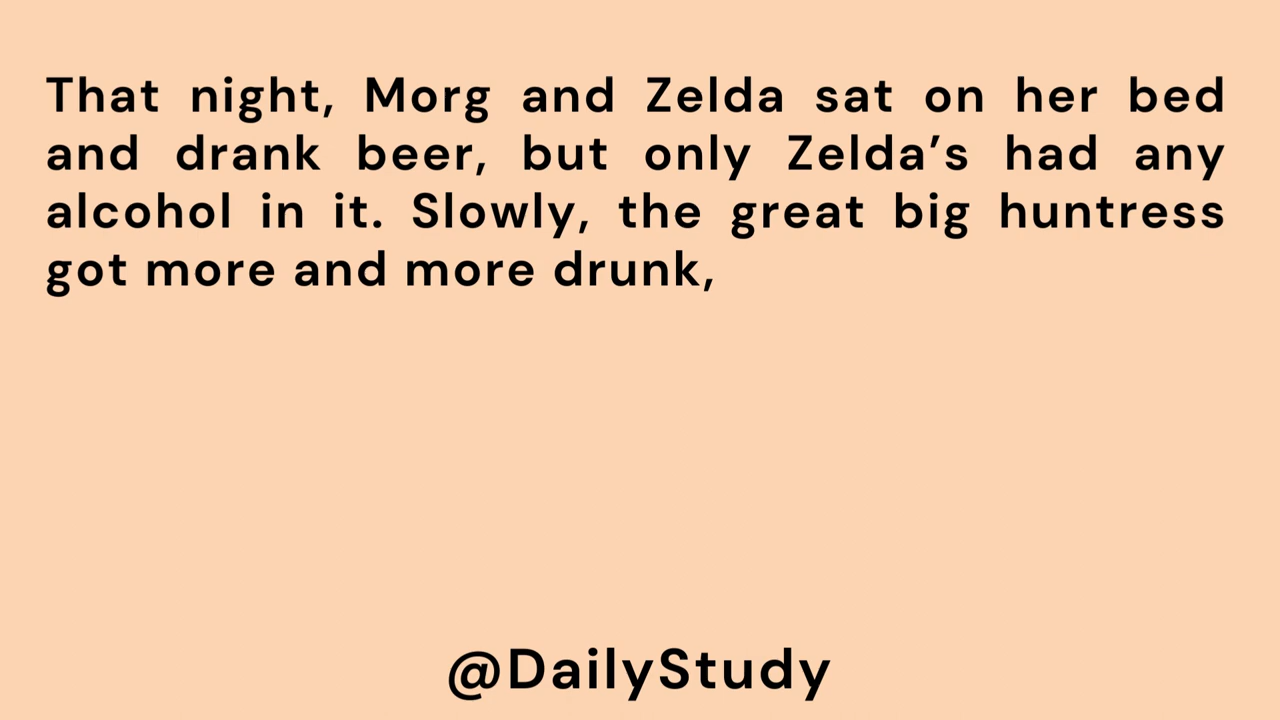 That night, Morg and Zelda sat on her bed
and drank beer, but only Zelda’s had any
alcohol in it. Slowly, the great big huntress
got more and more drunk,
@DailyStudy